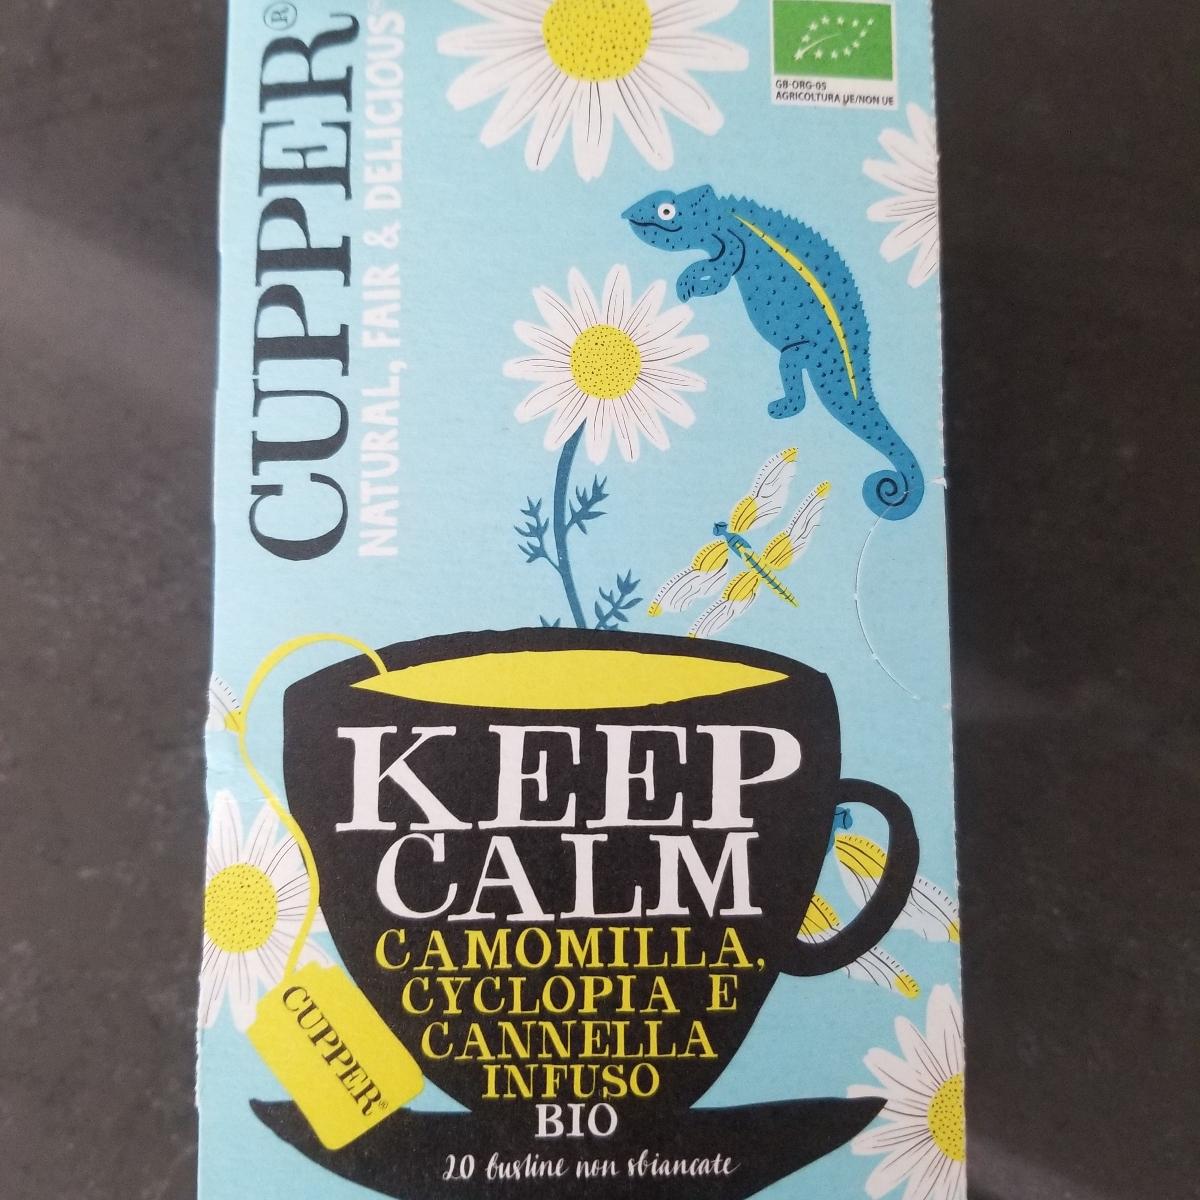 CUPPER®
NATURAL, FAIR & DELICIOUS
GB-ORG-05
AGRICOLTURA UE/NON UE
KEEP
CALM
CAMOMILLA,
CYCLOPIA E
CANNELLA
INFUSO
BIO
20 bustine non sbiancate
CUPPER®